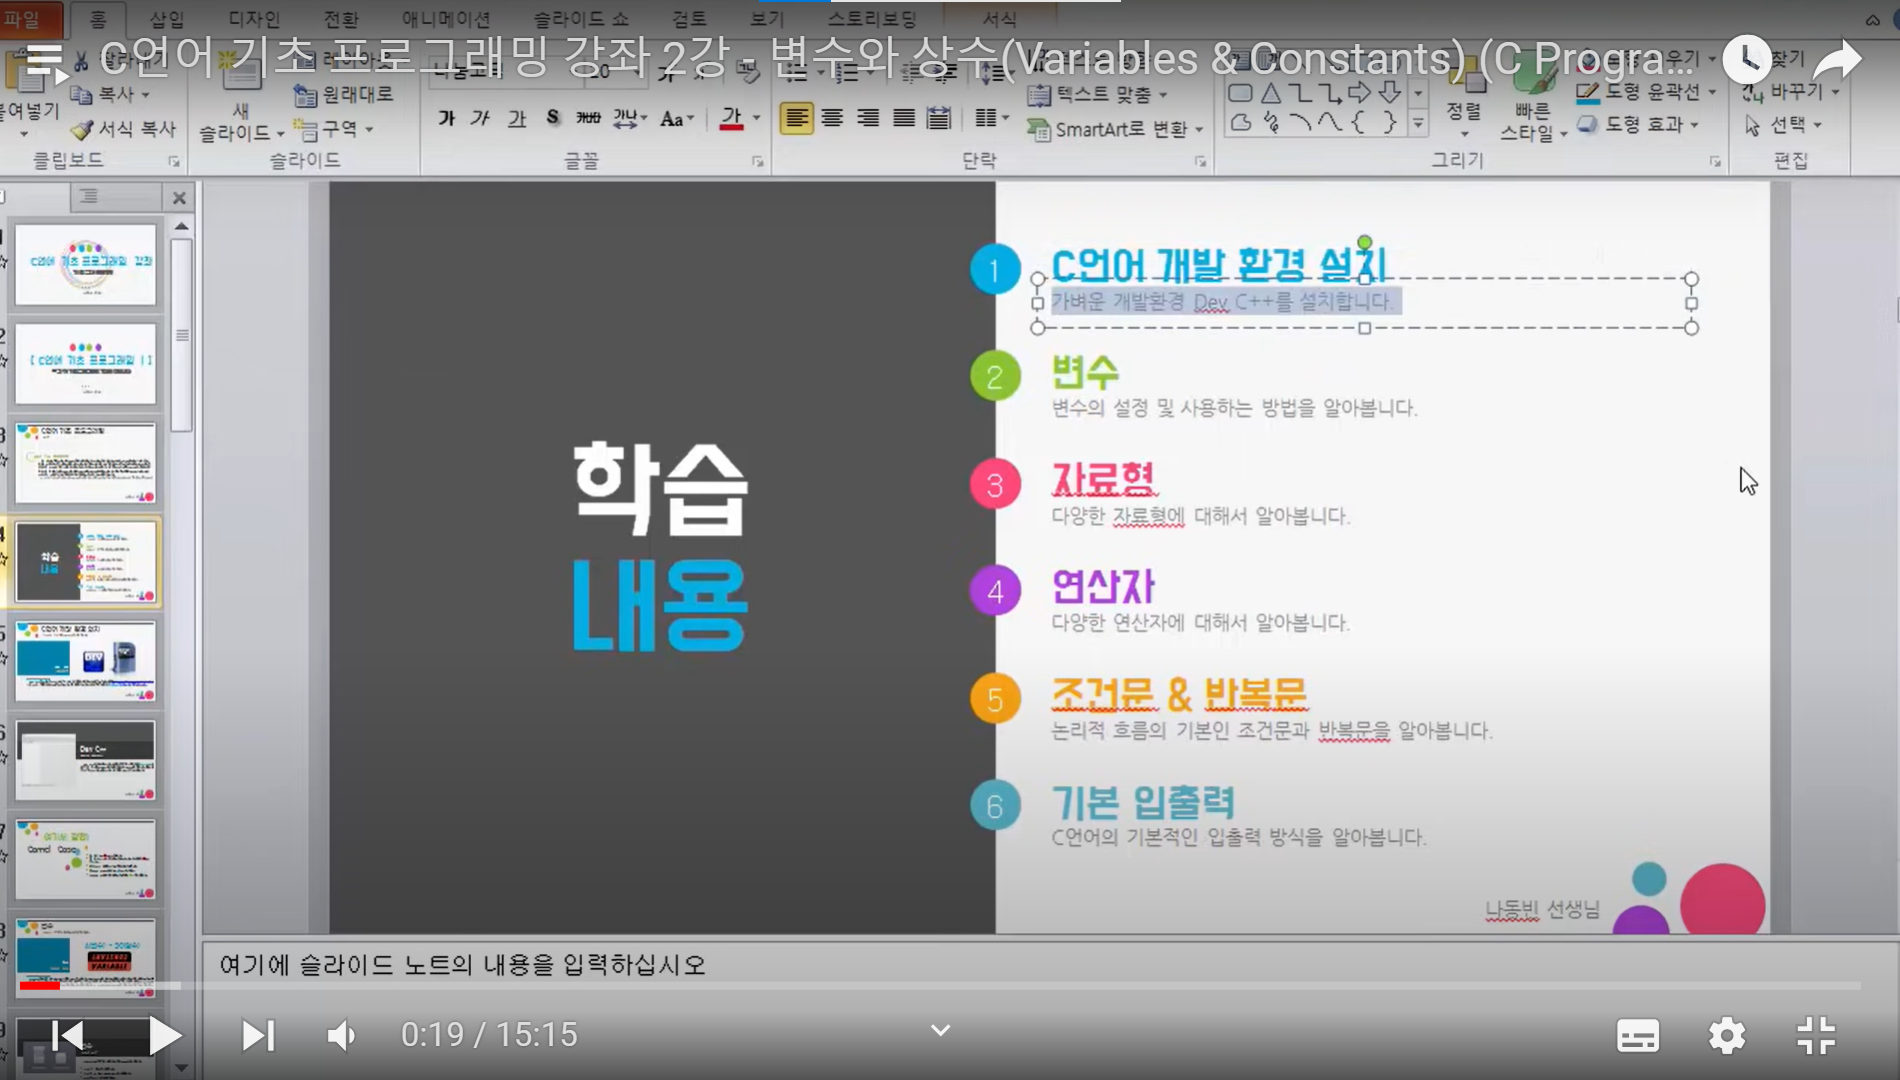 파일 홈 삽입 디자인 전환 애니메이션 슬라이드 쇼 검토 보기 스토리보딩 서식
C언어 기초 프로그래밍 강좌 2강 - 변수와 상수(Variables & Constants) (C Progra...
찾기
복사
원래대로
텍스트 맞춤
새
슬라이드
정렬
빠른
스타일
도형 윤곽선
바꾸기
서식 복사
구역
가 가 가 S 가나 Aa 가
SmartArt로 변환
도형 효과
선택
클립보드 슬라이드 글꼴 단락 그리기 편집
학습
내용
1
C언어 개발 환경 설치
가벼운 개발환경 Dev C++를 설치합니다.
2
변수
변수의 설정 및 사용하는 방법을 알아봅니다.
3
자료형
다양한 자료형에 대해서 알아봅니다.
4
연산자
다양한 연산자에 대해서 알아봅니다.
5
조건문 & 반복문
논리적 흐름의 기본인 조건문과 반복문을 알아봅니다.
6
기본 입출력
C언어의 기본적인 입출력 방식을 알아봅니다.
나동빈 선생님
여기에 슬라이드 노트의 내용을 입력하십시오
0:19 / 15:15